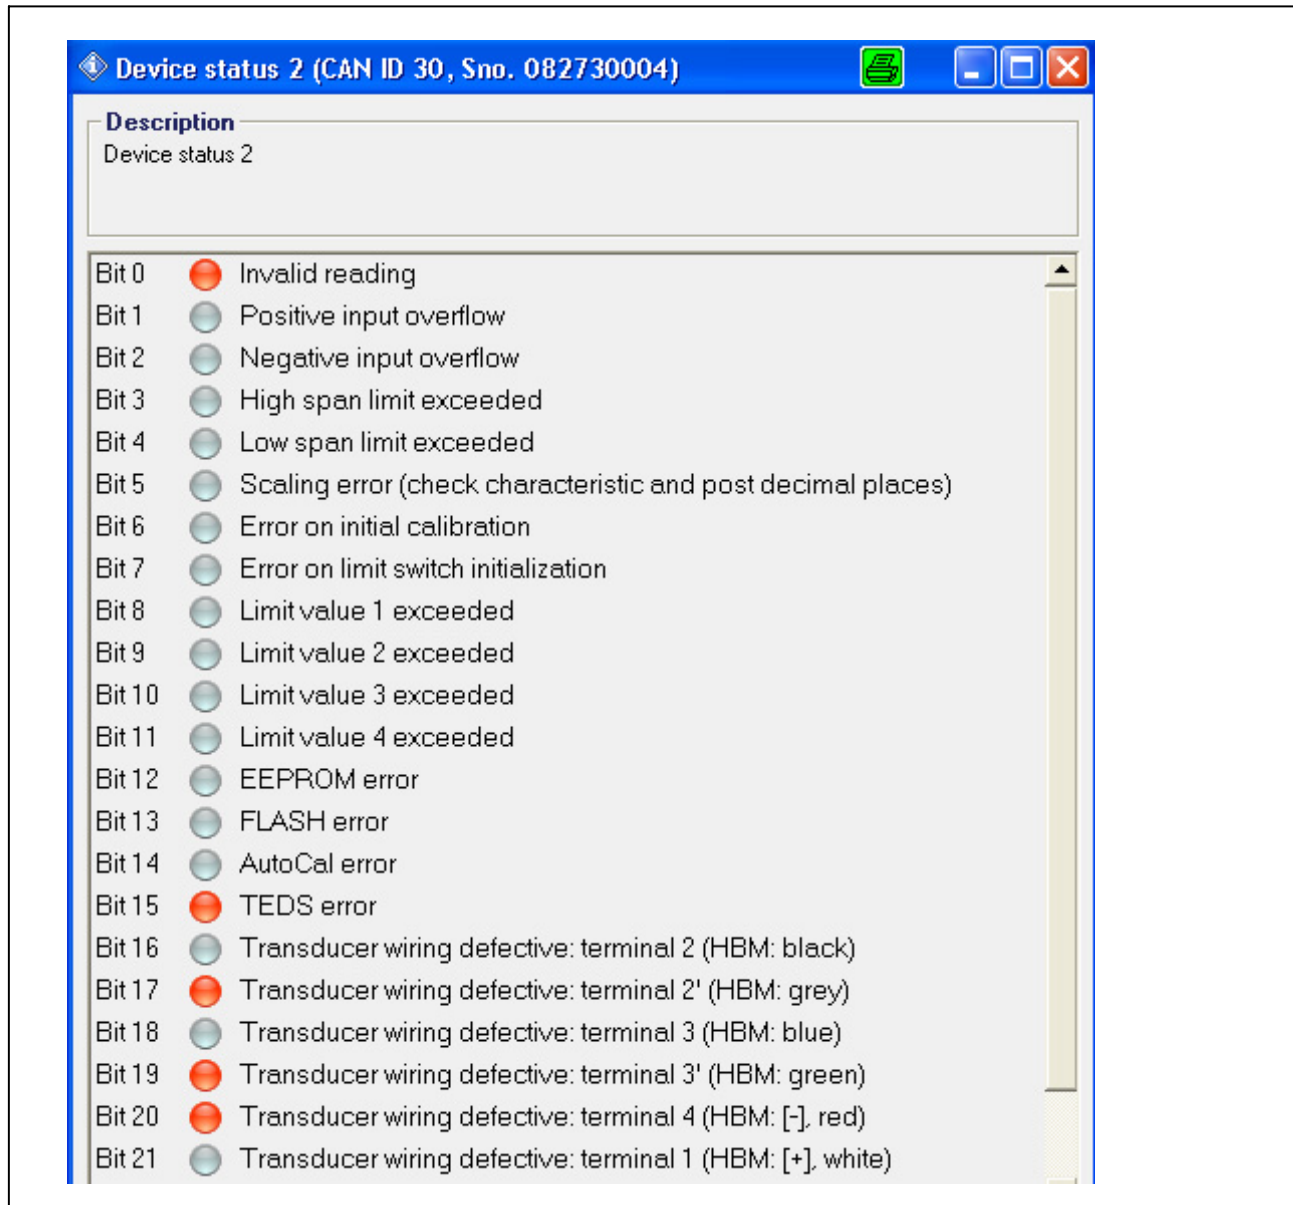 Device status 2 (CAN ID 30, Sno. 082730004)
Description
Device status 2
Bit 0 Invalid reading
Bit 1 Positive input overflow
Bit 2 Negative input overflow
Bit 3 High span limit exceeded
Bit 4 Low span limit exceeded
Bit 5 Scaling error (check characteristic and post decimal places)
Bit 6 Error on initial calibration
Bit 7 Error on limit switch initialization
Bit 8 Limit value 1 exceeded
Bit 9 Limit value 2 exceeded
Bit 10 Limit value 3 exceeded
Bit 11 Limit value 4 exceeded
Bit 12 EEPROM error
Bit 13 FLASH error
Bit 14 AutoCal error
Bit 15 TEDS error
Bit 16 Transducer wiring defective: terminal 2 (HBM: black)
Bit 17 Transducer wiring defective: terminal 2' (HBM: grey)
Bit 18 Transducer wiring defective: terminal 3 (HBM: blue)
Bit 19 Transducer wiring defective: terminal 3' (HBM: green)
Bit 20 Transducer wiring defective: terminal 4 (HBM: [-], red)
Bit 21 Transducer wiring defective: terminal 1 (HBM: [+], white)